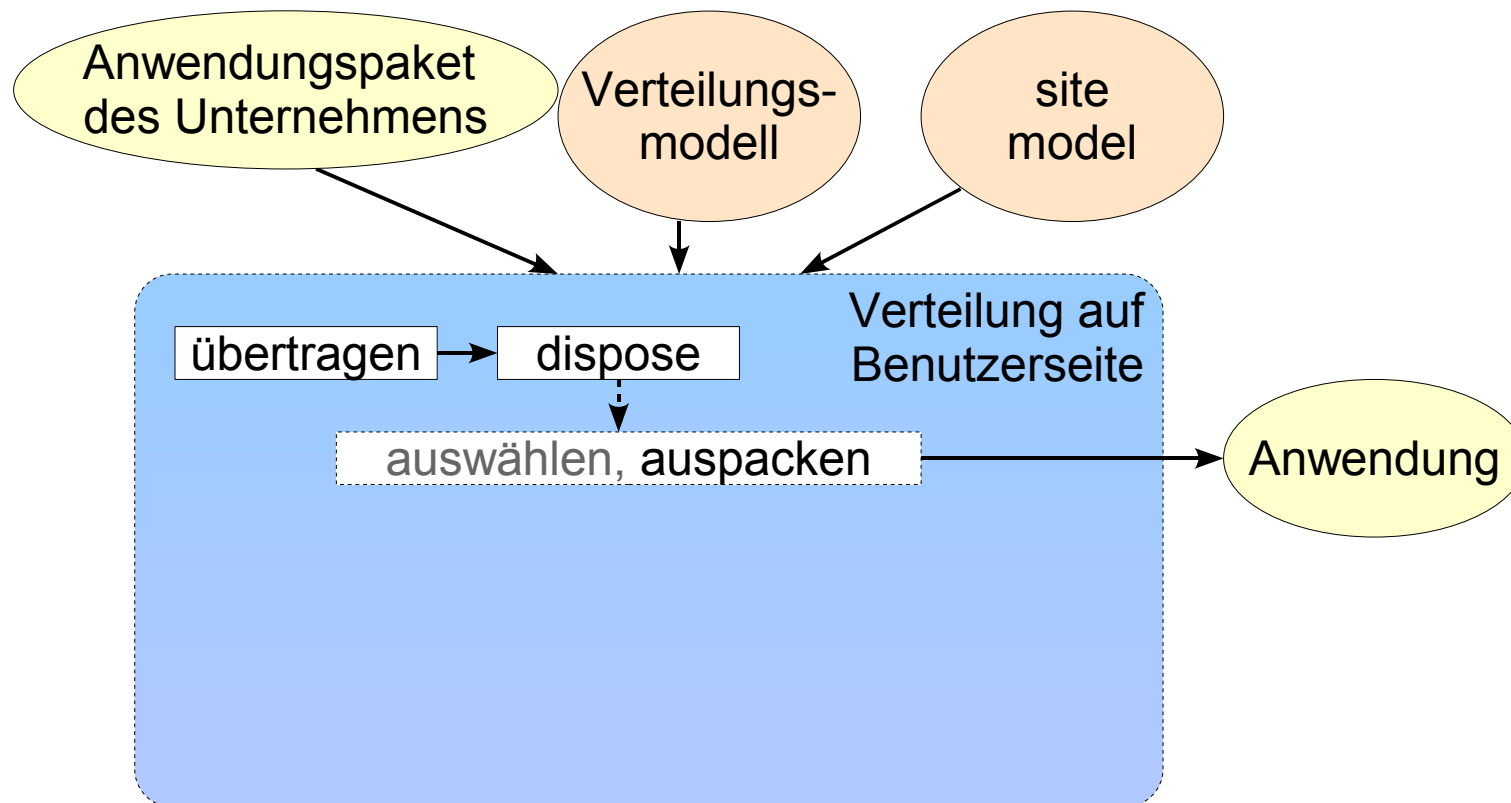 Anwendungspaket
des Unternehmens
Verteilungs-
modell
site
model
Verteilung auf
Benutzerseite
übertragen
dispose
auswählen, auspacken
Anwendung